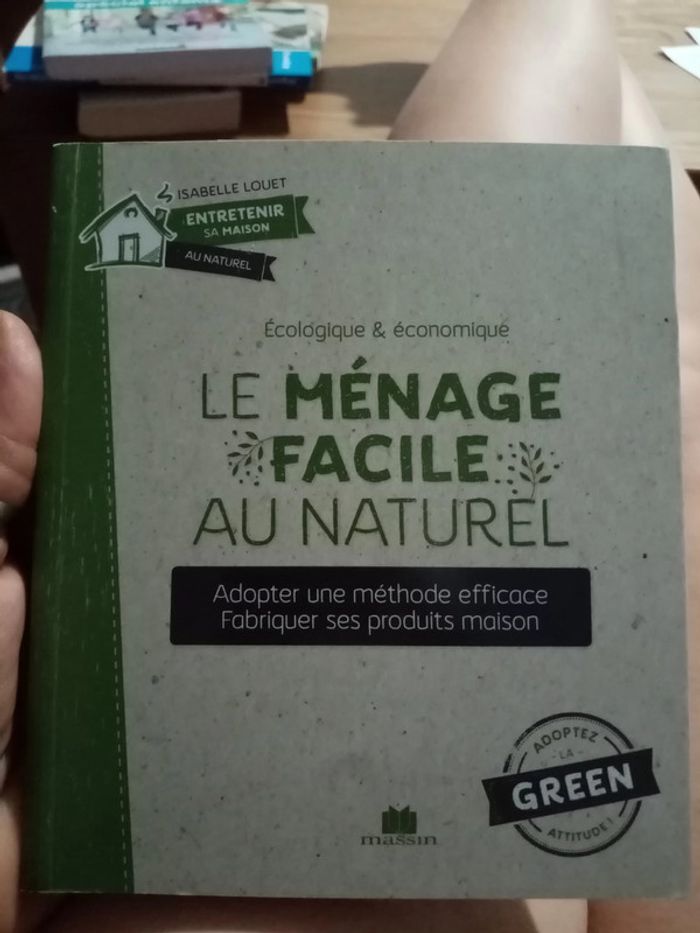 ISABELLE LOUET
ENTRETENIR
SA MAISON
AU NATUREL
Écologique & économique
LE MÉNAGE
FACILE
AU NATUREL
Adopter une méthode efficace
Fabriquer ses produits maison
ADOPTEZ
- LA -
GREEN
ATTITUDE !
massin